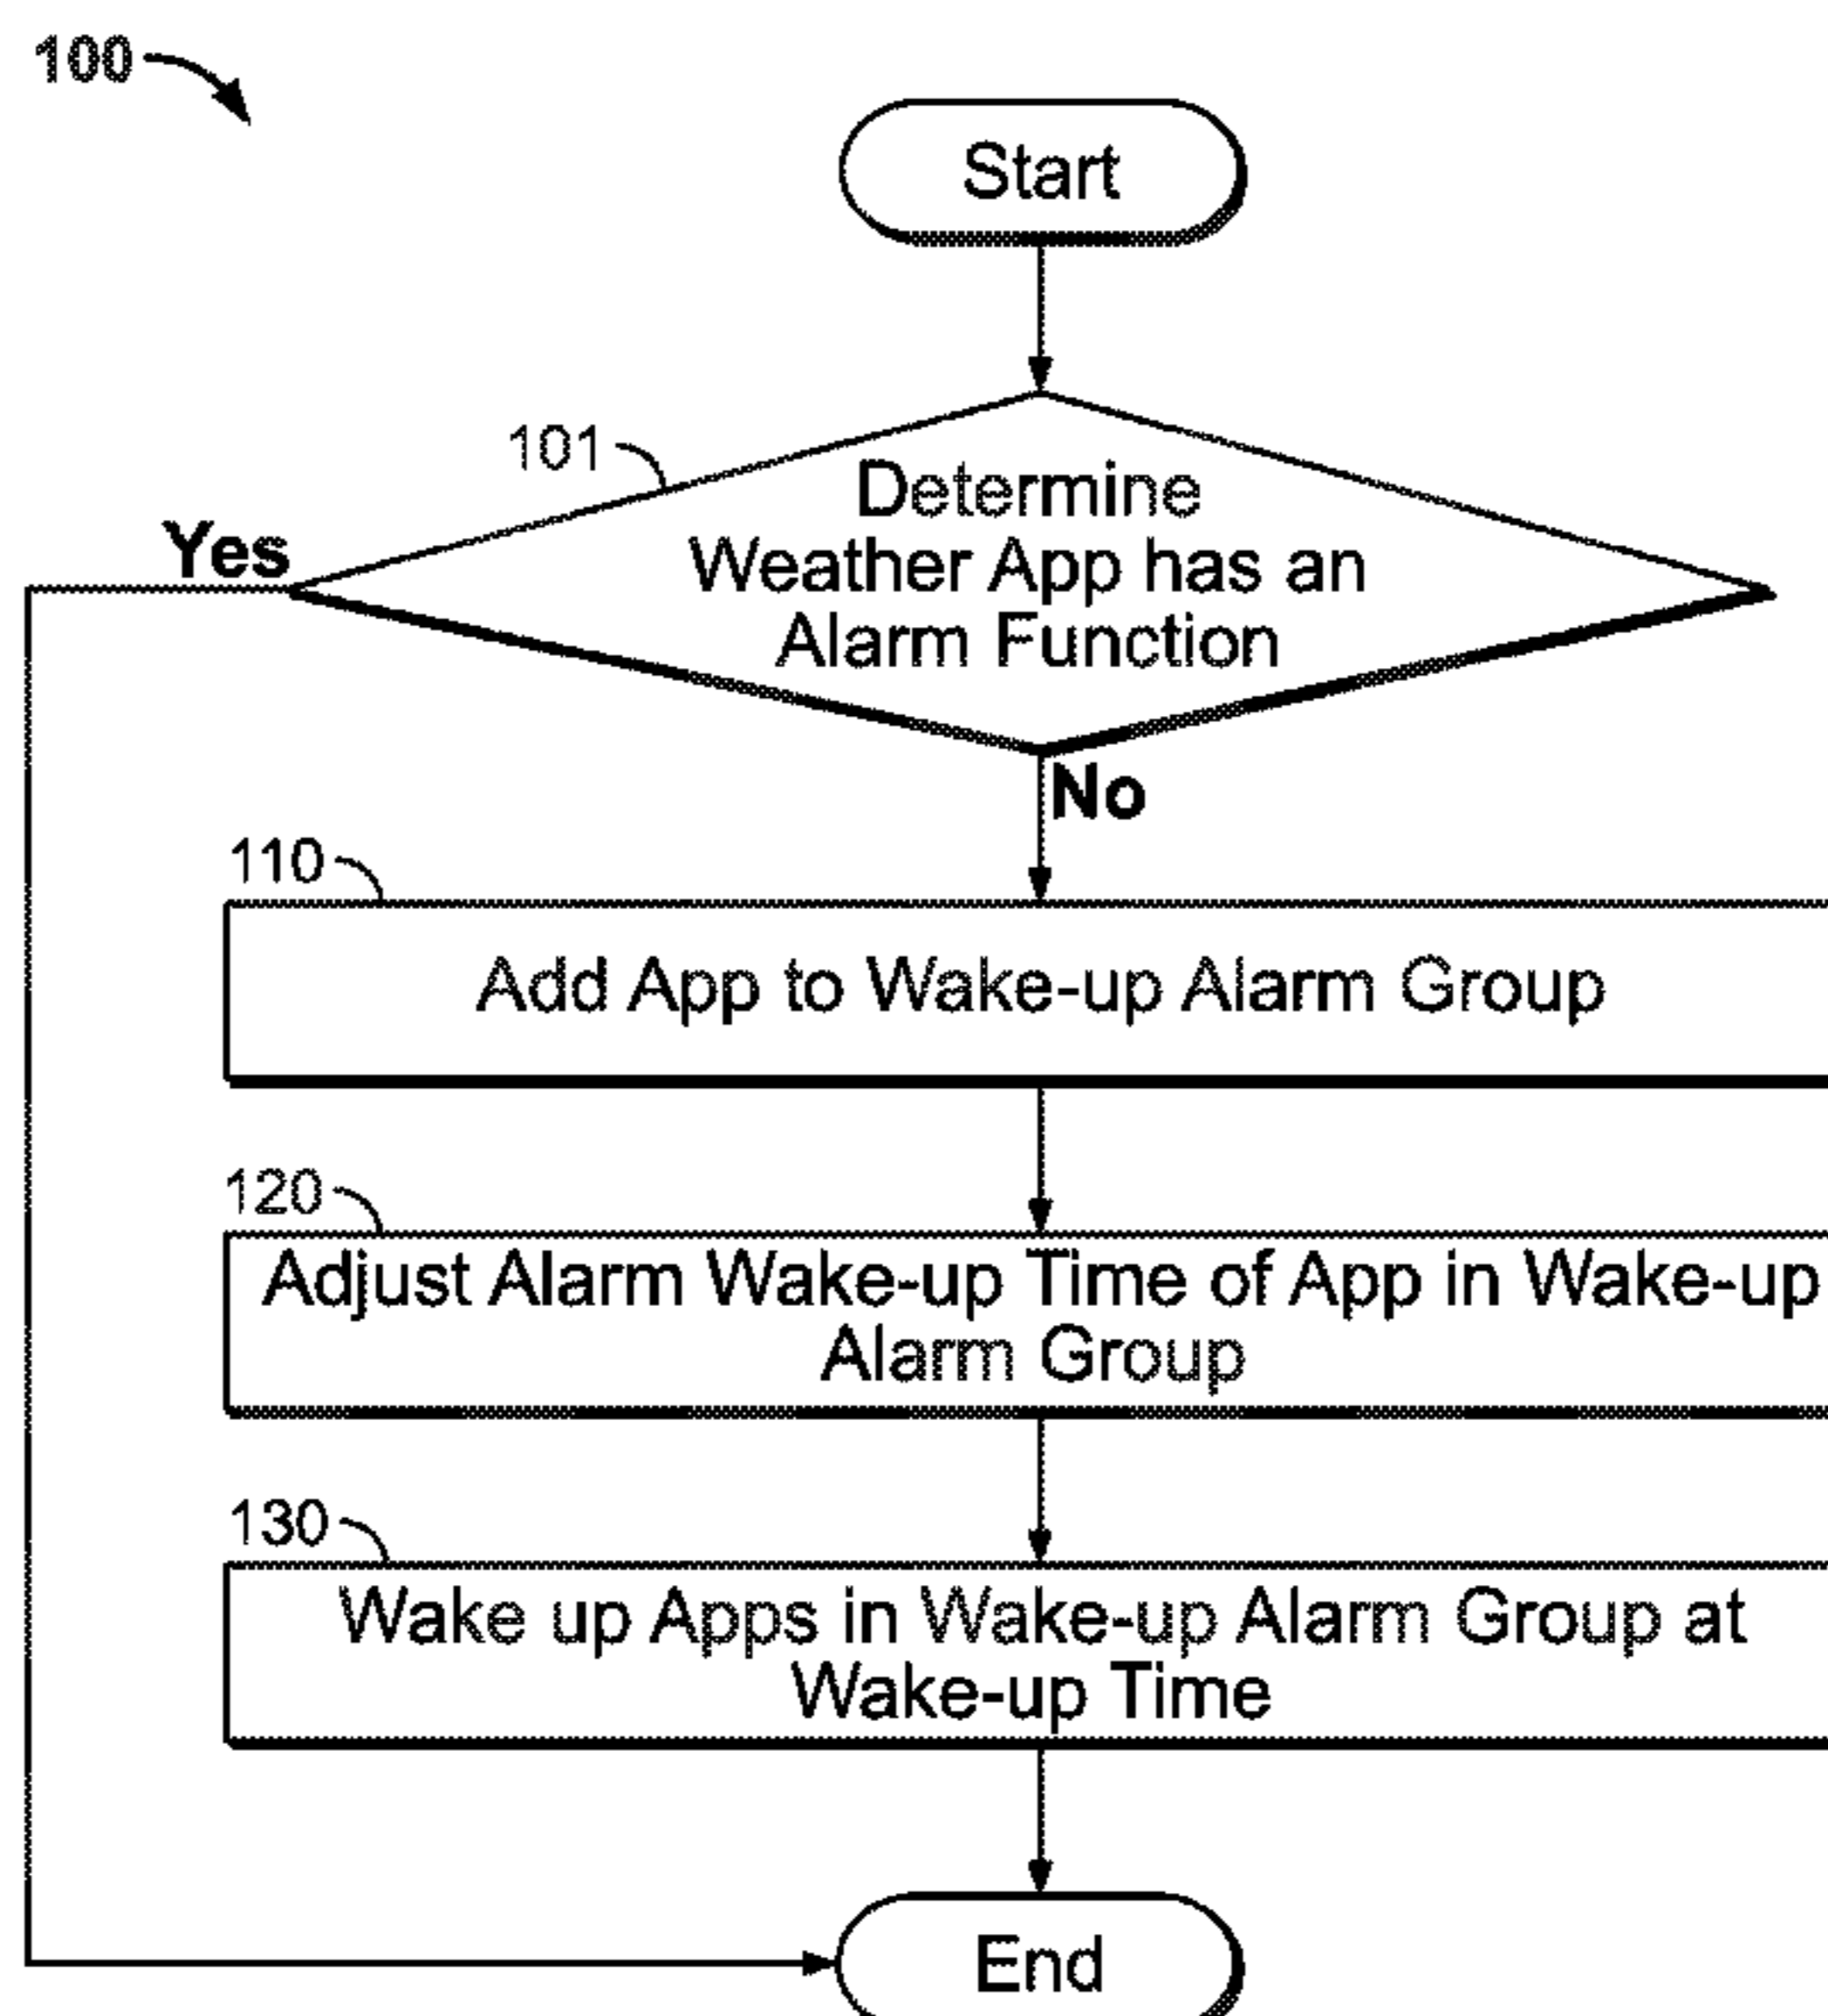 100
Start
101
Determine
Weather App has an
Alarm Function
Yes
No
110
Add App to Wake-up Alarm Group
120
Adjust Alarm Wake-up Time of App in Wake-up
Alarm Group
130
Wake up Apps in Wake-up Alarm Group at
Wake-up Time
End